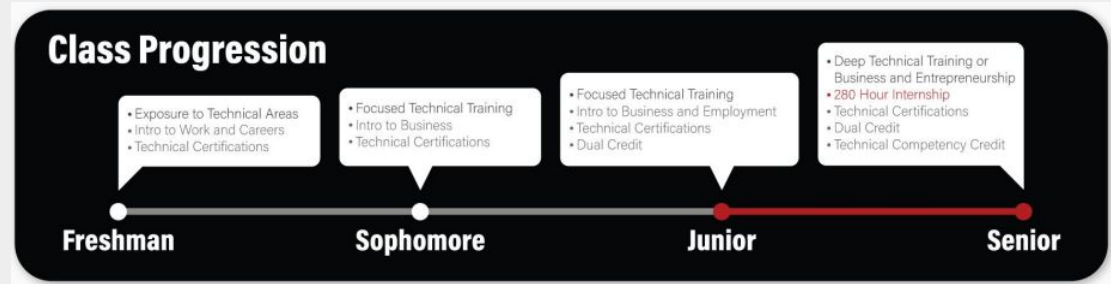 Class Progression
• Exposure to Technical Areas
• Intro to Work and Careers
• Technical Certifications
• Focused Technical Training
• Intro to Business
• Technical Certifications
• Focused Technical Training
• Intro to Business and Employment
• Technical Certifications
• Dual Credit
• Deep Technical Training or
Business and Entrepreneurship
• 280 Hour Internship
• Technical Certifications
• Dual Credit
• Technical Competency Credit
Freshman
Sophomore
Junior
Senior